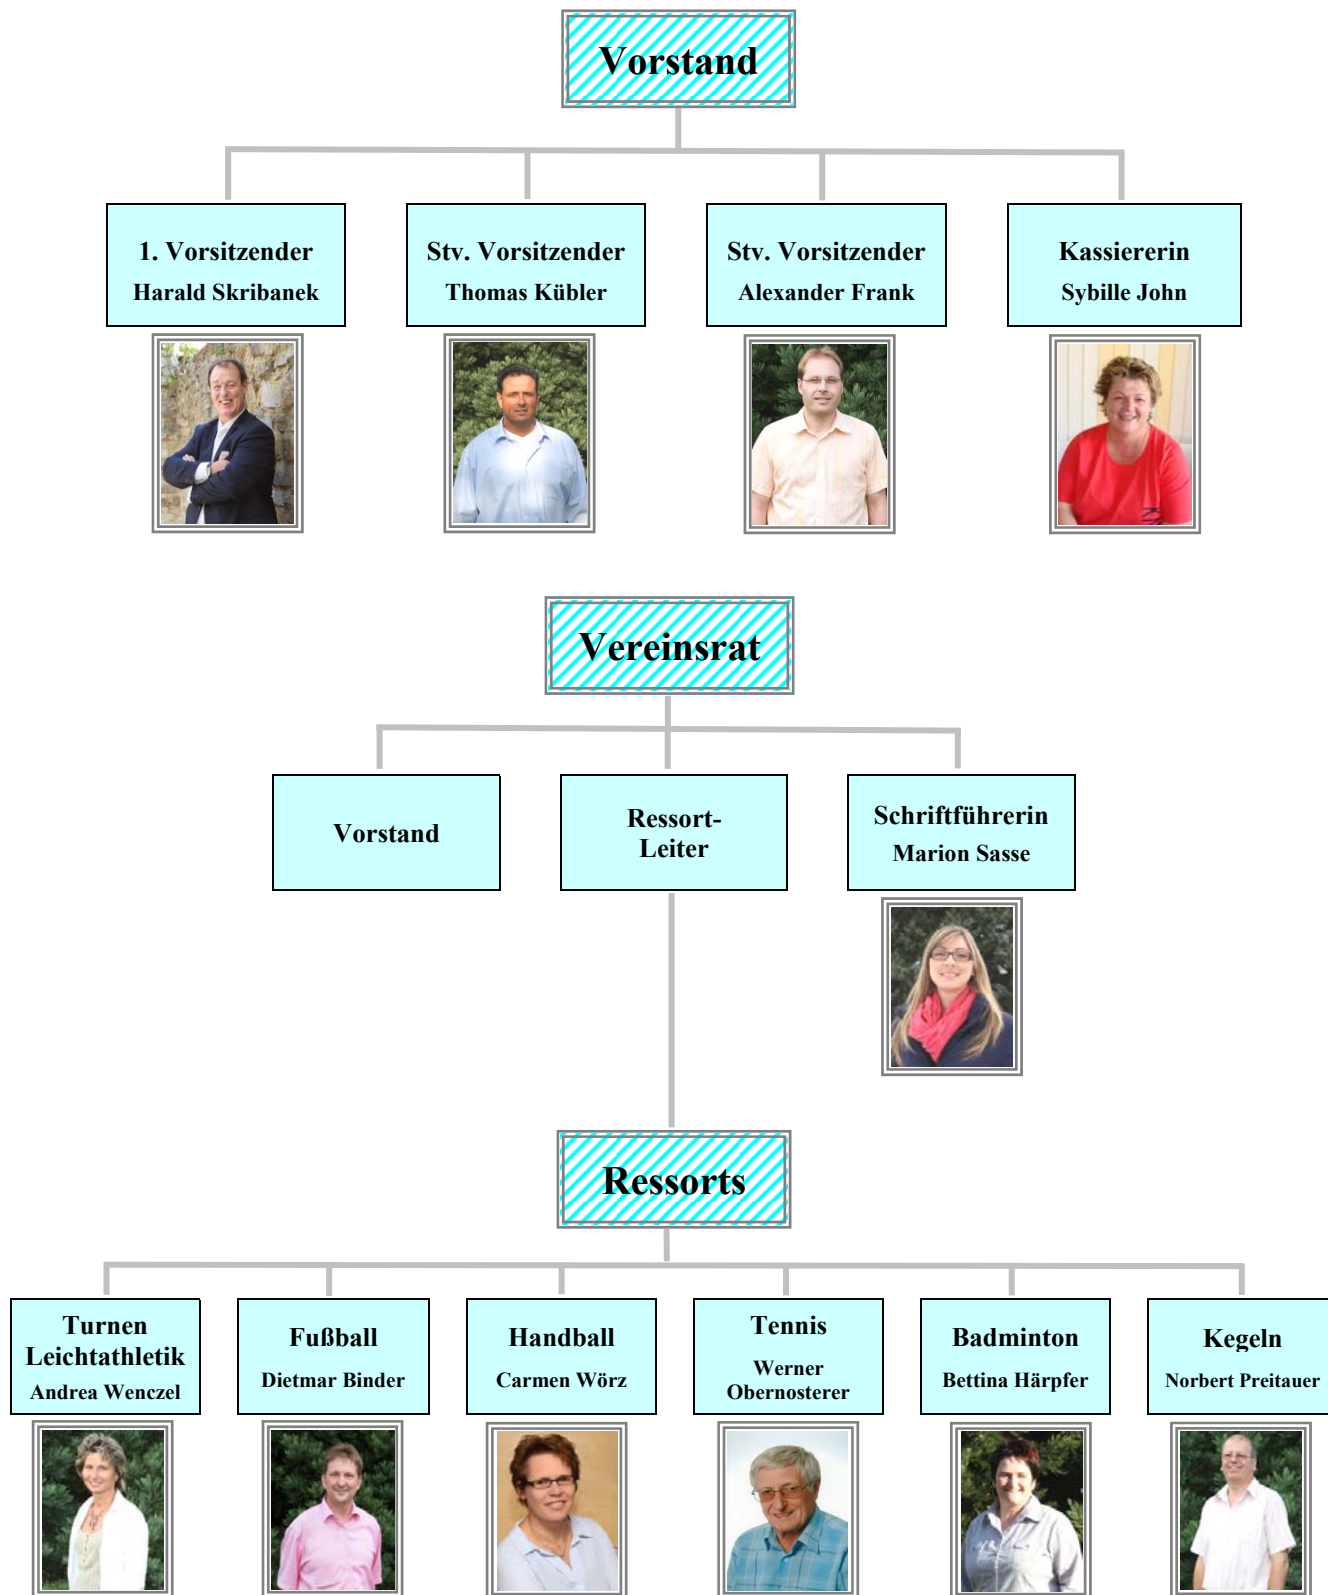 Vorstand
1. Vorsitzender
Harald Skribanek
Stv. Vorsitzender
Thomas Kübler
Stv. Vorsitzender
Alexander Frank
Kassiererin
Sybille John
Vereinsrat
Vorstand
Ressort-
Leiter
Schriftführerin
Marion Sasse
Ressorts
Turnen
Leichtathletik
Andrea Wenczel
Fußball
Dietmar Binder
Handball
Carmen Wörz
Tennis
Werner
Obernosterer
Badminton
Bettina Härpfer
Kegeln
Norbert Preitauer